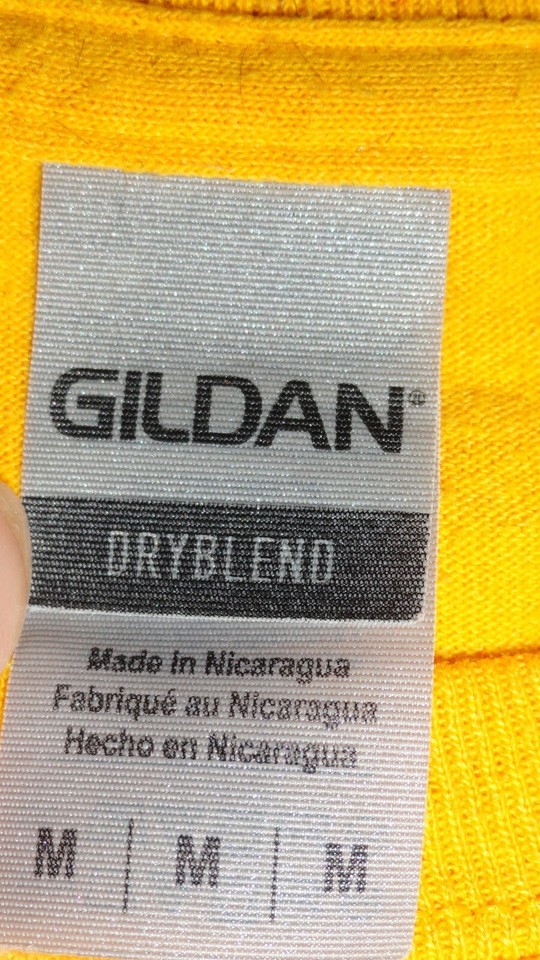 GILDAN®
DRYBLEND
Made in Nicaragua
Fabriqué au Nicaragua
Hecho en Nicaragua
M | M | M